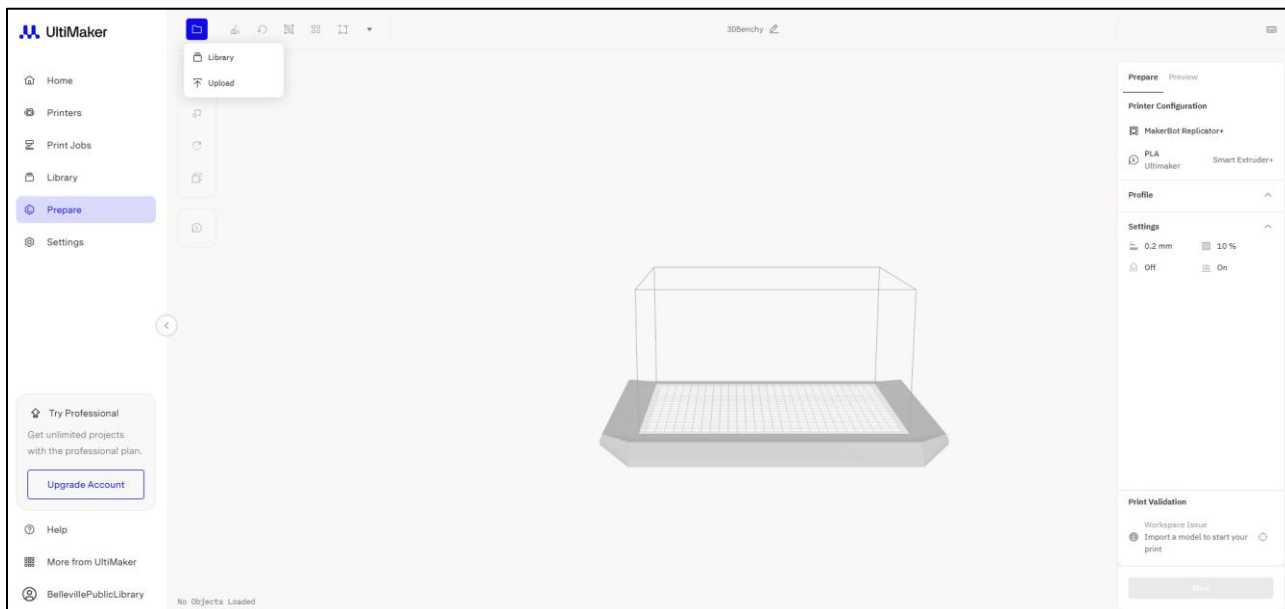 UltiMaker
Home
Printers
Print Jobs
Library
Prepare
Settings
Try Professional
Get unlimited projects
with the professional plan.
Upgrade Account
Help
More from UltiMaker
BellevillePublicLibrary
Library
Upload
3DBenchy
No Objects Loaded
Prepare Preview
Printer Configuration
MakerBot Replicator+
PLA
Ultimaker Smart Extruder+
Profile
Settings
0.2 mm 10 %
Off On
Print Validation
Workspace Issue
Import a model to start your
print
Slice